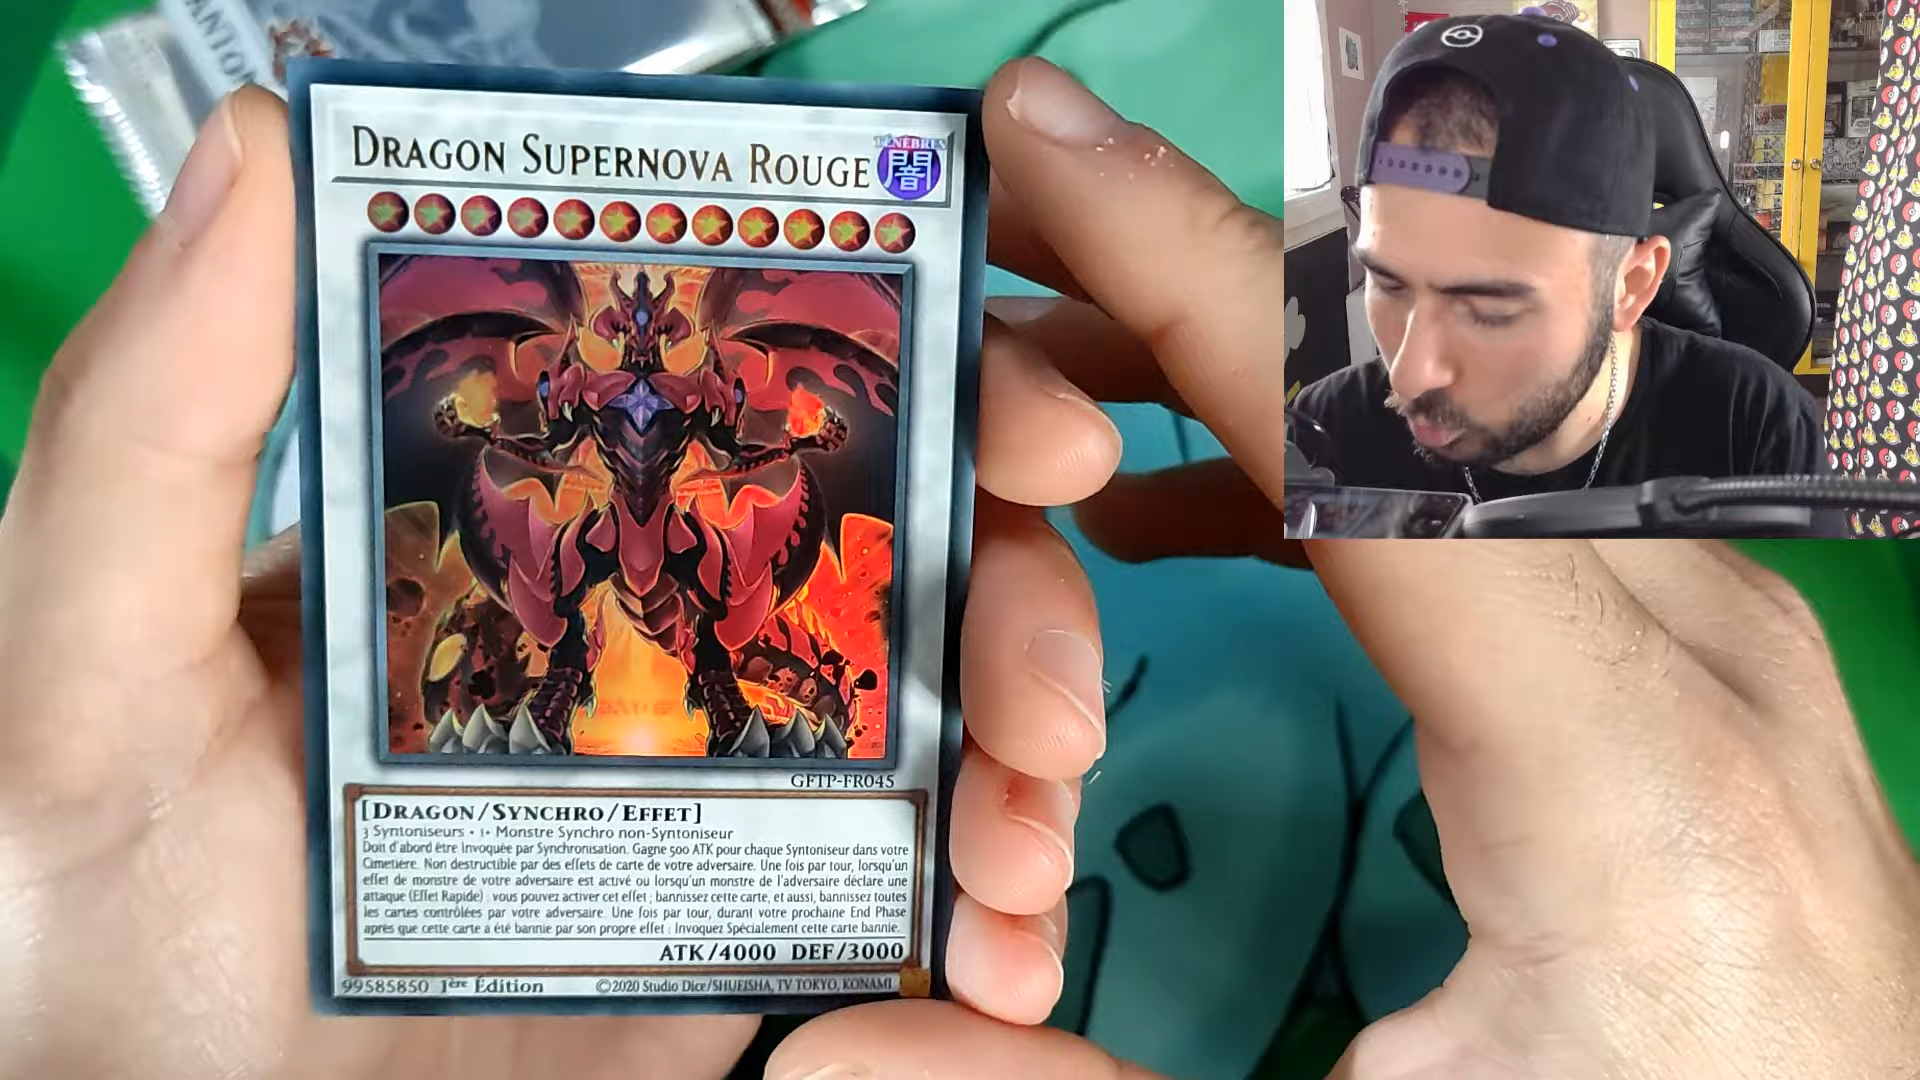 ANTOM
DRAGON SUPERNOVA ROUGE
TÉNÈBRES
闇
GFTP-FR045
[DRAGON/SYNCHRO/EFFET]
3 Syntoniseurs + 1+ Monstre Synchro non-Syntoniseur
Doit d'abord être Invoquée par Synchronisation. Gagne 500 ATK pour chaque Syntoniseur dans votre
Cimetière. Non destructible par des effets de carte de votre adversaire. Une fois par tour, lorsqu'un
effet de monstre de votre adversaire est activé ou lorsqu'un monstre de l'adversaire déclare une
attaque (Effet Rapide) : vous pouvez activer cet effet ; bannissez cette carte, et aussi, bannissez toutes
les cartes contrôlées par votre adversaire. Une fois par tour, durant votre prochaine End Phase
après que cette carte a été bannie par son propre effet : Invoquez Spécialement cette carte bannie.
ATK/4000 DEF/3000
99585850 1ère Édition ©2020 Studio Dice/SHUEISHA, TV TOKYO, KONAMI